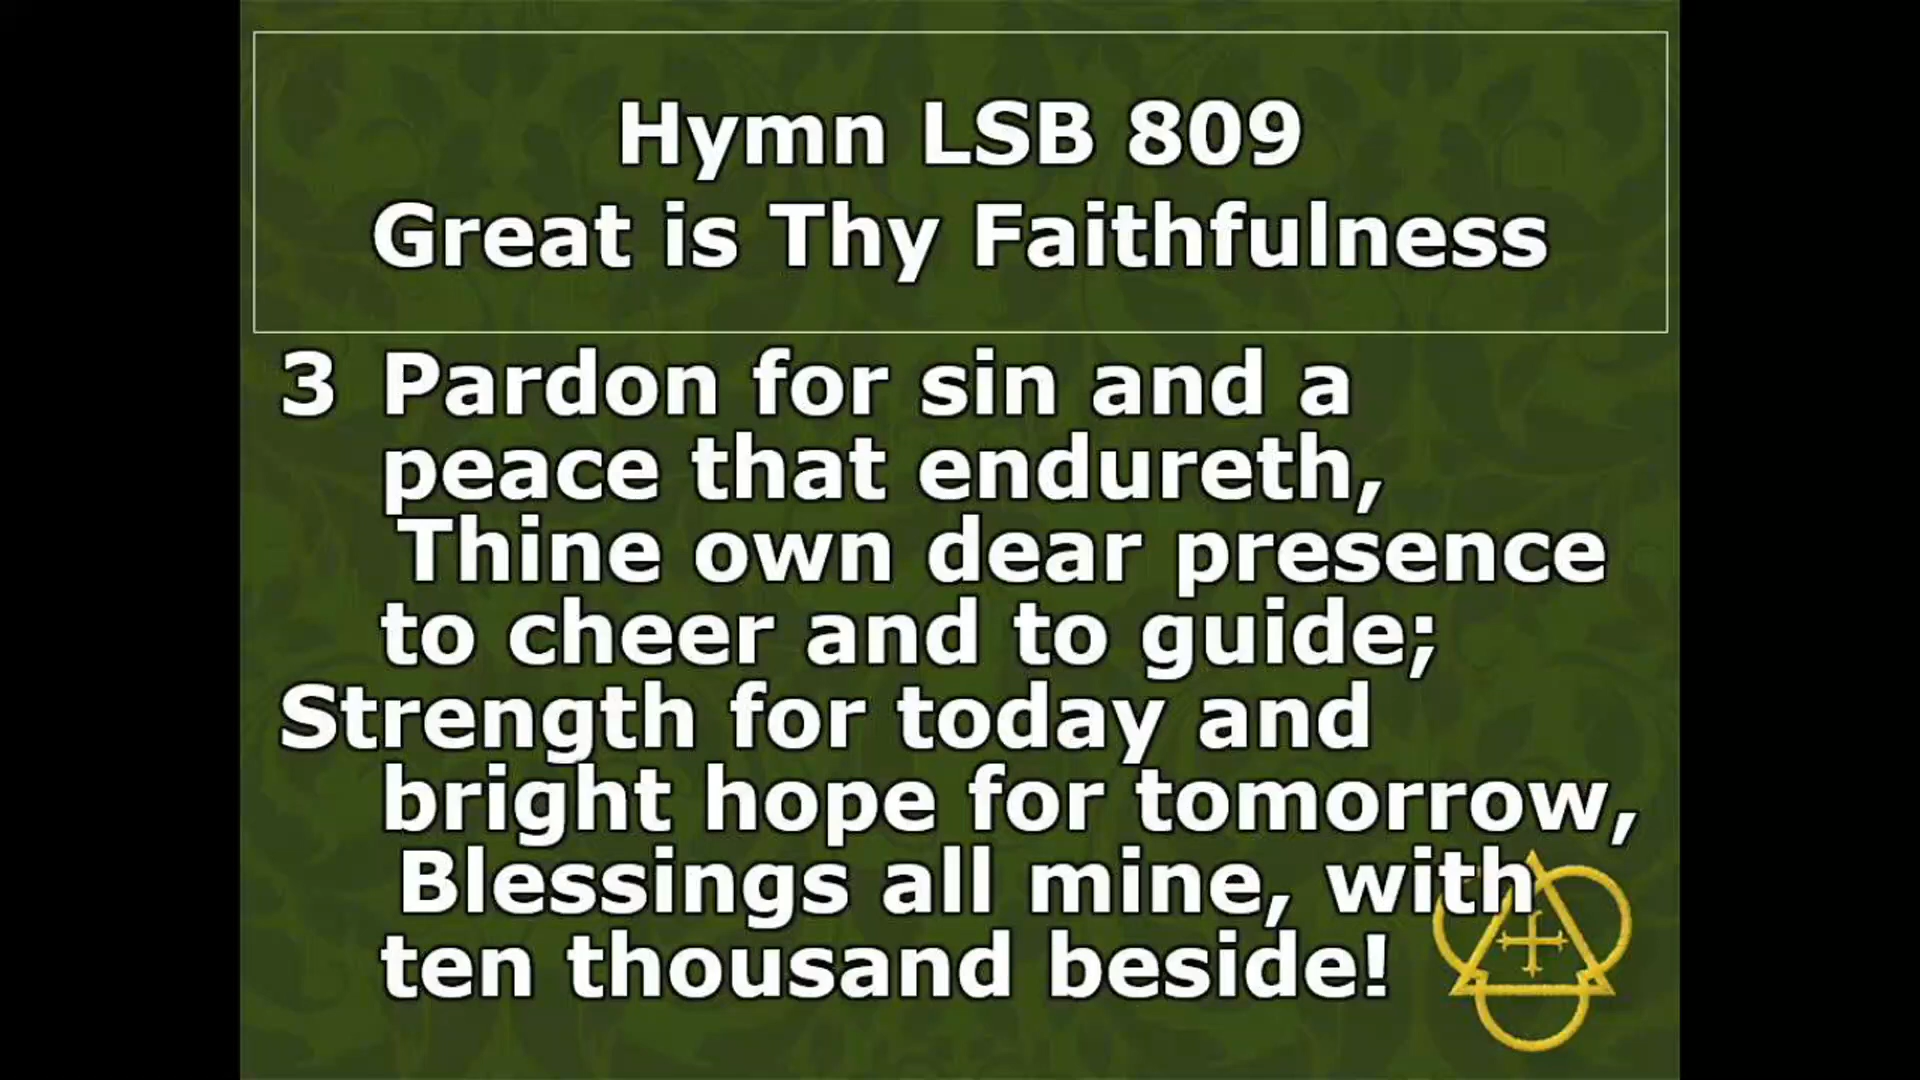 Hymn LSB 809
Great is Thy Faithfulness
3 Pardon for sin and a
peace that endureth,
Thine own dear presence
to cheer and to guide;
Strength for today and
bright hope for tomorrow,
Blessings all mine, with
ten thousand beside!